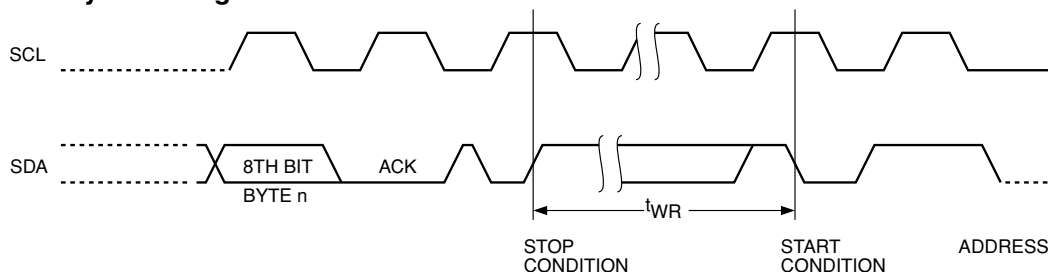 SCL
SDA
8TH BIT
ACK
BYTE n
tWR
STOP
CONDITION
START
CONDITION
ADDRESS